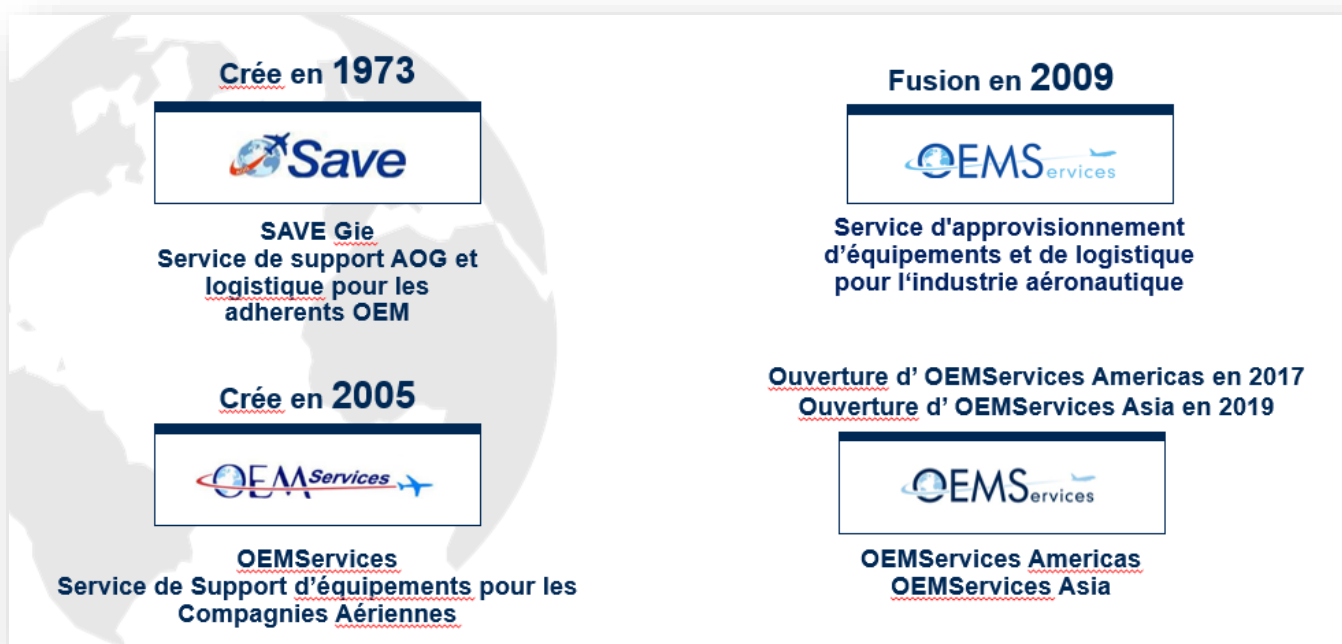 Crée en 1973
Save
SAVE Gie
Service de support AOG et
logistique pour les
adherents OEM
Crée en 2005
OEMServices
OEMServices
Service de Support d’équipements pour les
Compagnies Aériennes
Fusion en 2009
OEMServices
Service d'approvisionnement
d’équipements et de logistique
pour l‘industrie aéronautique
Ouverture d’ OEMServices Americas en 2017
Ouverture d’ OEMServices Asia en 2019
OEMServices
OEMServices Americas
OEMServices Asia